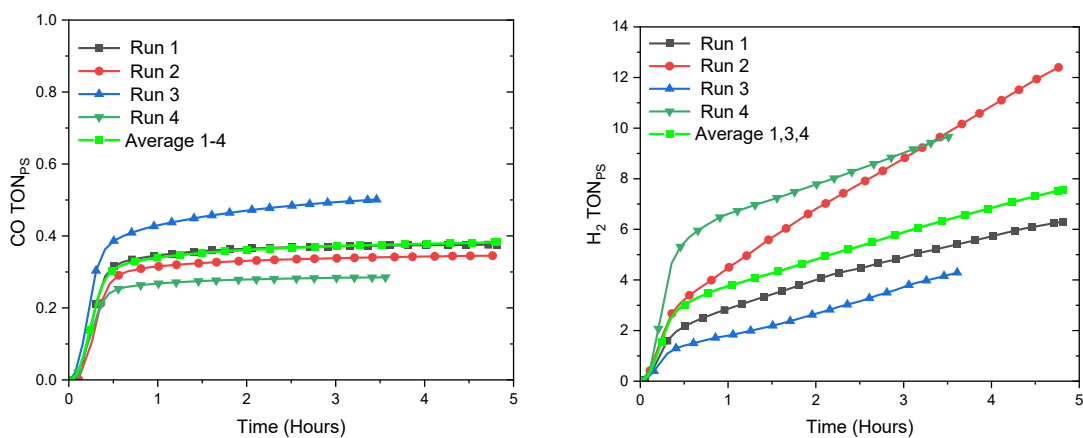 1.0
0.8
0.6
0.4
0.2
0.0
0
1
2
3
4
5
CO TON_PS
Time (Hours)
Run 1
Run 2
Run 3
Run 4
Average 1-4
14
12
10
8
6
4
2
0
0
1
2
3
4
5
H₂ TON_PS
Time (Hours)
Run 1
Run 2
Run 3
Run 4
Average 1,3,4